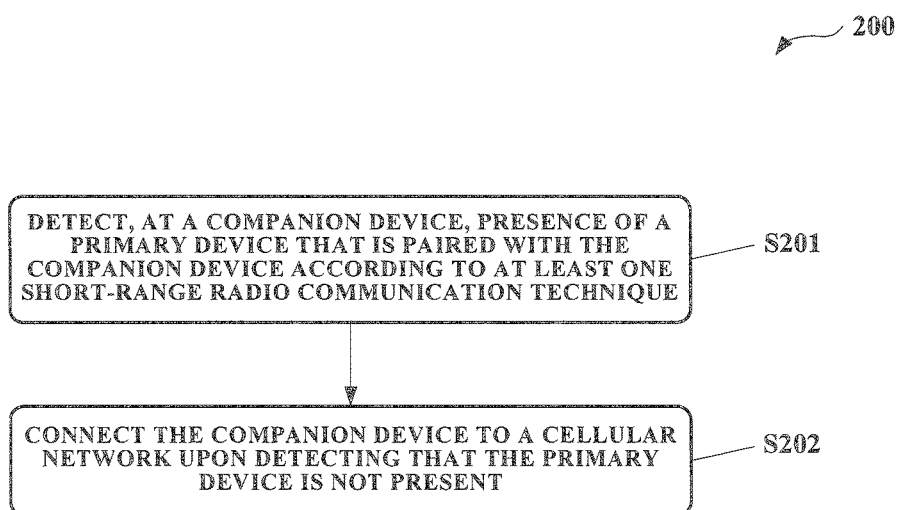 200
DETECT, AT A COMPANION DEVICE, PRESENCE OF A
PRIMARY DEVICE THAT IS PAIRED WITH THE
COMPANION DEVICE ACCORDING TO AT LEAST ONE
SHORT-RANGE RADIO COMMUNICATION TECHNIQUE
S201
CONNECT THE COMPANION DEVICE TO A CELLULAR
NETWORK UPON DETECTING THAT THE PRIMARY
DEVICE IS NOT PRESENT
S202